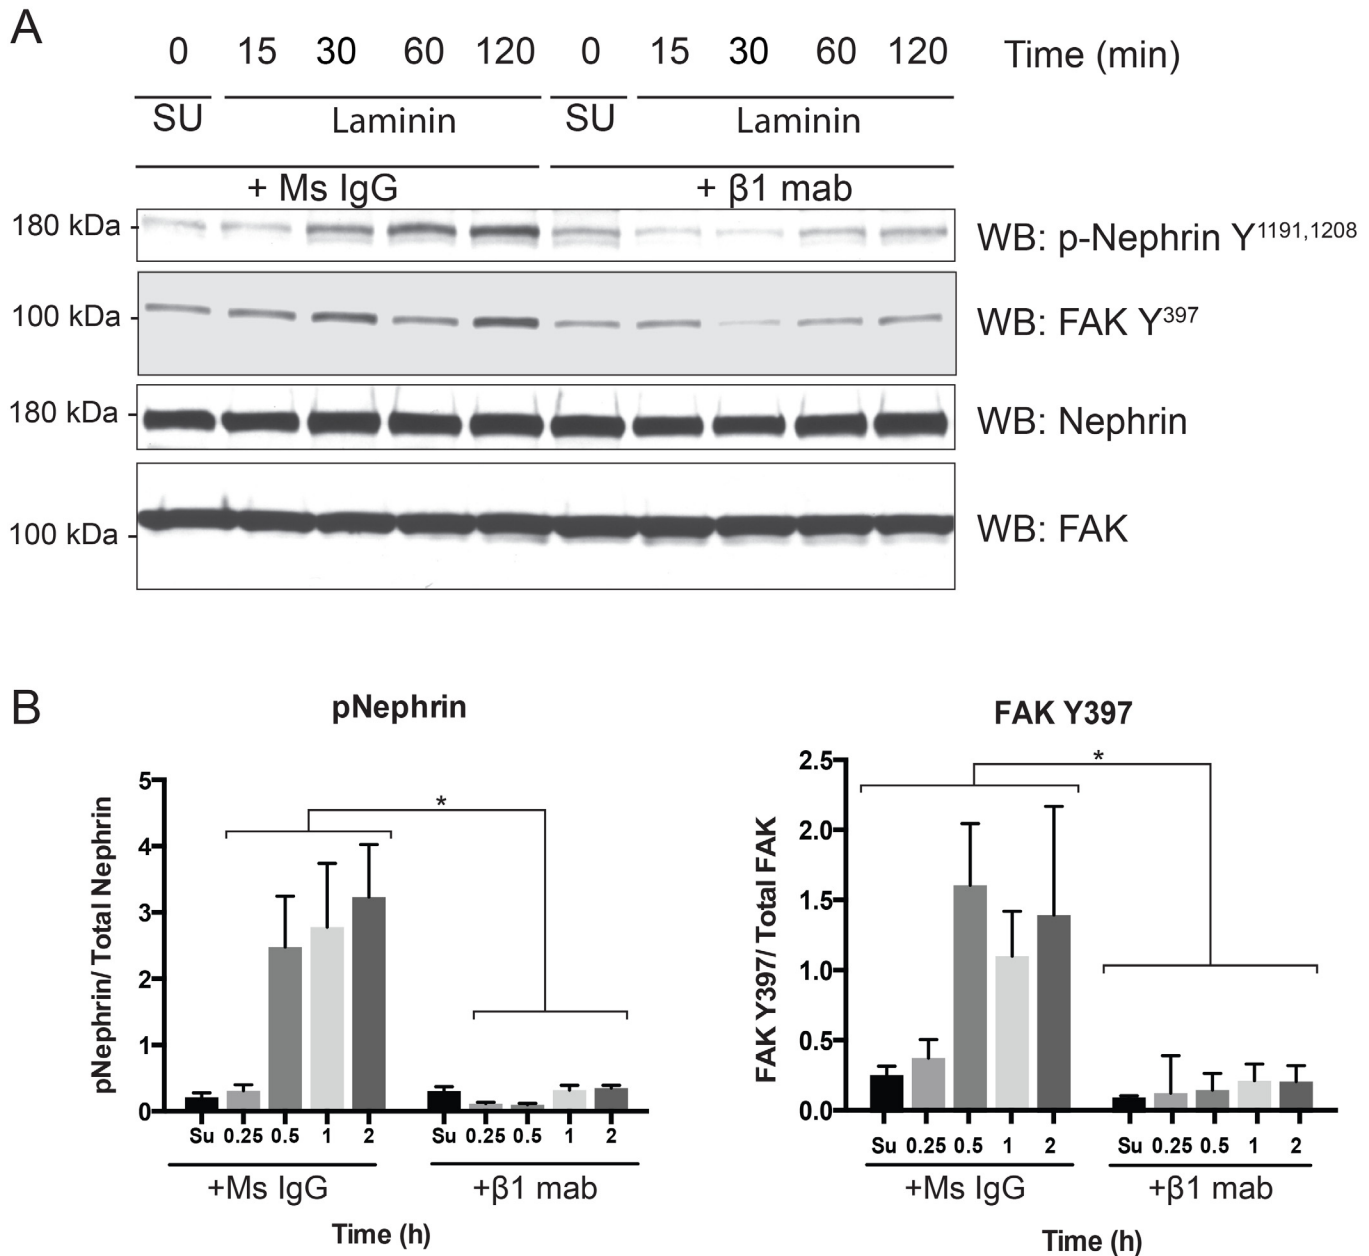 A
0 15 30 60 120 0 15 30 60 120 Time (min)
SU Laminin SU Laminin
+ Ms IgG + β1 mab
180 kDa WB: p-Nephrin Y1191,1208
100 kDa WB: FAK Y397
180 kDa WB: Nephrin
100 kDa WB: FAK
B
pNephrin
pNephrin/ Total Nephrin
5
4
3
2
1
0
*
Su 0.25 0.5 1 2 Su 0.25 0.5 1 2
+Ms IgG +β1 mab
Time (h)
FAK Y397
FAK Y397/ Total FAK
2.5
2.0
1.5
1.0
0.5
0.0
*
Su 0.25 0.5 1 2 Su 0.25 0.5 1 2
+Ms IgG +β1 mab
Time (h)